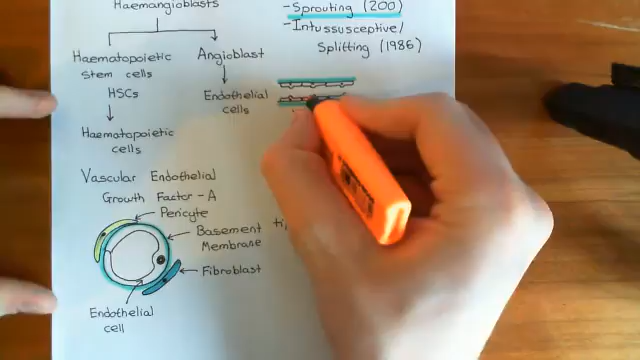 Haemangioblasts
-Sprouting (200)
-Intussusceptive/
Splitting (1986)
Haematopoietic
Stem cells
HSCs
Angioblast
Endothelial
cells
Haematapoietic
cells
Vascular Endothelial
Growth Factor -A
Pericyte
Basement
Membrane
Fibroblast
Endothelial
cell